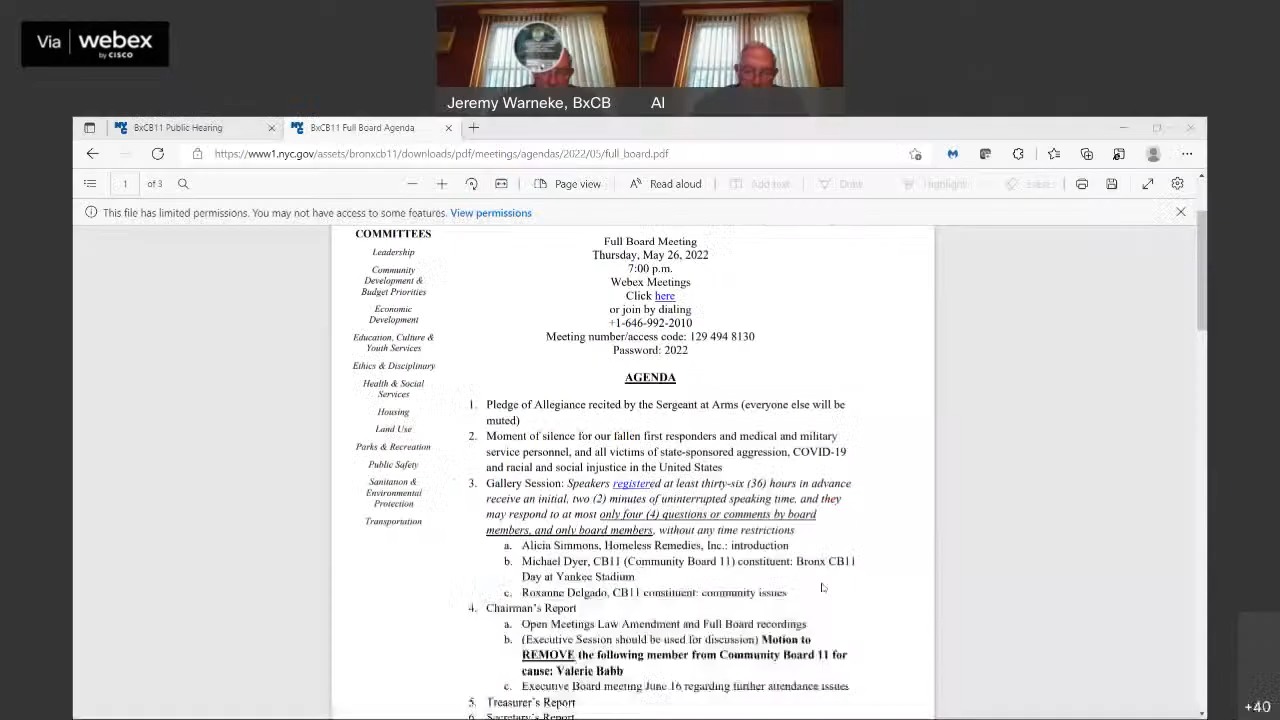 Via webex
by CISCO
Jeremy Warneke, BxCB
AI
BxCB11 Public Hearing
BxCB11 Full Board Agenda
https://www1.nyc.gov/assets/bronxcb11/downloads/pdf/meetings/agendas/2022/05/full_board.pdf
1 of 3
Page view
Read aloud
Add text
Draw
Highlight
Erase
This file has limited permissions. You may not have access to some features. View permissions
COMMITTEES
Leadership
Community
Development &
Budget Priorities
Economic
Development
Education, Culture &
Youth Services
Ethics & Disciplinary
Health & Social
Services
Housing
Land Use
Parks & Recreation
Public Safety
Sanitation &
Environmental
Protection
Transportation
Full Board Meeting
Thursday, May 26, 2022
7:00 p.m.
Webex Meetings
Click here
or join by dialing
+1-646-992-2010
Meeting number/access code: 129 494 8130
Password: 2022
AGENDA
1. Pledge of Allegiance recited by the Sergeant at Arms (everyone else will be
muted)
2. Moment of silence for our fallen first responders and medical and military
service personnel, and all victims of state-sponsored aggression, COVID-19
and racial and social injustice in the United States
3. Gallery Session: Speakers registered at least thirty-six (36) hours in advance
receive an initial, two (2) minutes of uninterrupted speaking time, and they
may respond to at most only four (4) questions or comments by board
members, and only board members, without any time restrictions
a. Alicia Simmons, Homeless Remedies, Inc.: introduction
b. Michael Dyer, CB11 (Community Board 11) constituent: Bronx CB11
Day at Yankee Stadium
c. Roxanne Delgado, CB11 constituent: community issues
4. Chairman's Report
a. Open Meetings Law Amendment and Full Board recordings
b. (Executive Session should be used for discussion) Motion to
REMOVE the following member from Community Board 11 for
cause: Valerie Babb
c. Executive Board meeting June 16 regarding further attendance issues
5. Treasurer's Report
6. Secretary's Report
+40